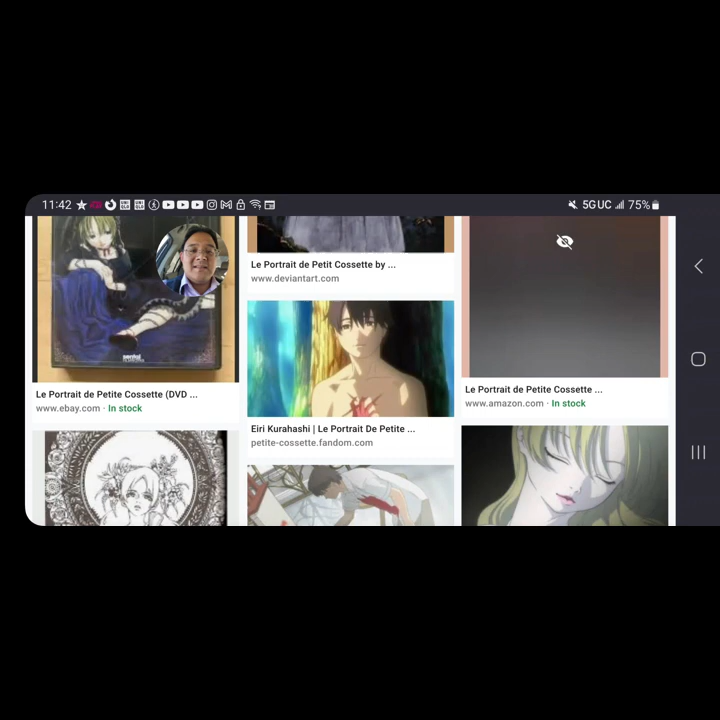 11:42
5G UC 75%
sentai
Le Portrait de Petite Cossette (DVD ...
www.ebay.com · In stock
Le Portrait de Petit Cossette by ...
www.deviantart.com
Eiri Kurahashi | Le Portrait De Petite ...
petite-cossette.fandom.com
Le Portrait de Petite Cossette ...
www.amazon.com · In stock